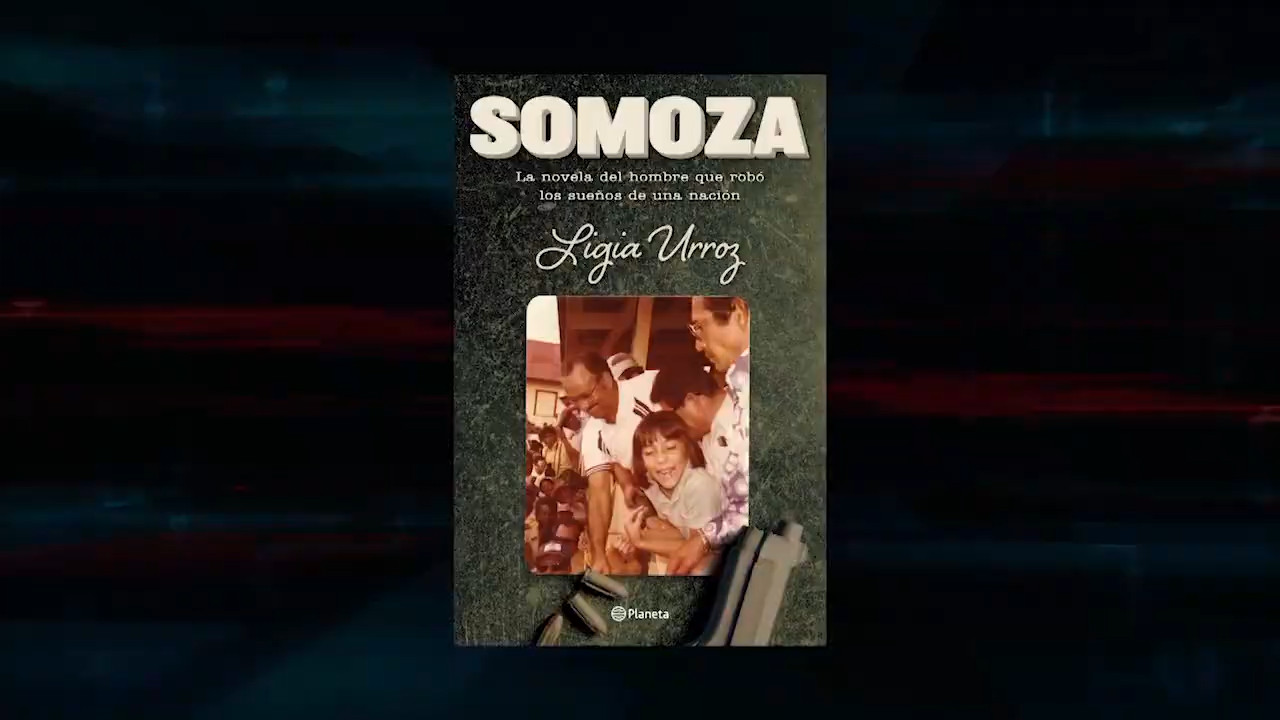 SOMOZA
La novela del hombre que robó
los sueños de una nación
Ligia Urroz
Planeta